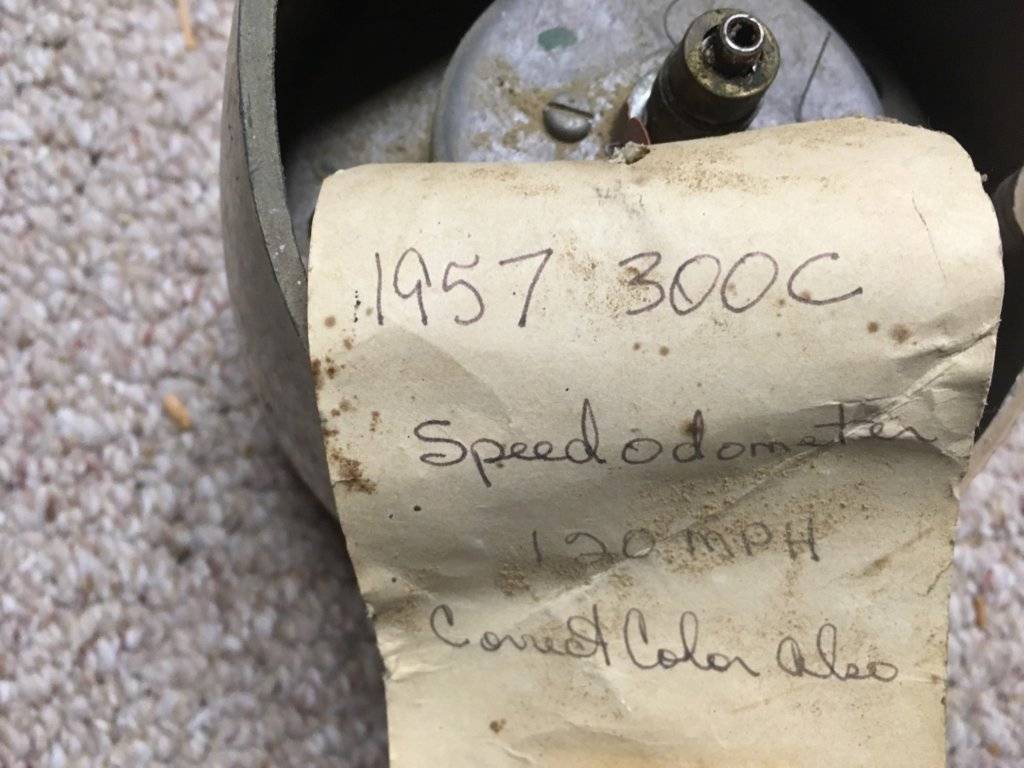 1957 300C
Speedodometer
120 MPH
Correct Color Also